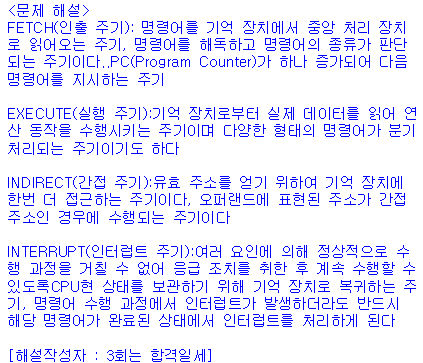 <문제 해설>
FETCH(인출 주기): 명령어를 기억 장치에서 중앙 처리 장치
로 읽어오는 주기, 명령어를 해독하고 명령어의 종류가 판단
되는 주기이다..PC(Program Counter)가 하나 증가되어 다음
명령어를 지시하는 주기
EXECUTE(실행 주기):기억 장치로부터 실제 데이터를 읽어 연
산 동작을 수행시키는 주기이며 다양한 형태의 명령어가 분기
처리되는 주기이기도 하다
INDIRECT(간접 주기):유효 주소를 얻기 위하여 기억 장치에
한번 더 접근하는 주기이다, 오퍼랜드에 표현된 주소가 간접
주소인 경우에 수행되는 주기이다
INTERRUPT(인터럽트 주기):여러 요인에 의해 정상적으로 수
행 과정을 거칠 수 없어 응급 조치를 취한 후 계속 수행할 수
있도록CPU현 상태를 보관하기 위해 기억 장치로 복귀하는 주
기, 명령어 수행 과정에서 인터럽트가 발생하더라도 반드시
해당 명령어가 완료된 상태에서 인터럽트를 처리하게 된다
[해설작성자 : 3회는 합격일세]